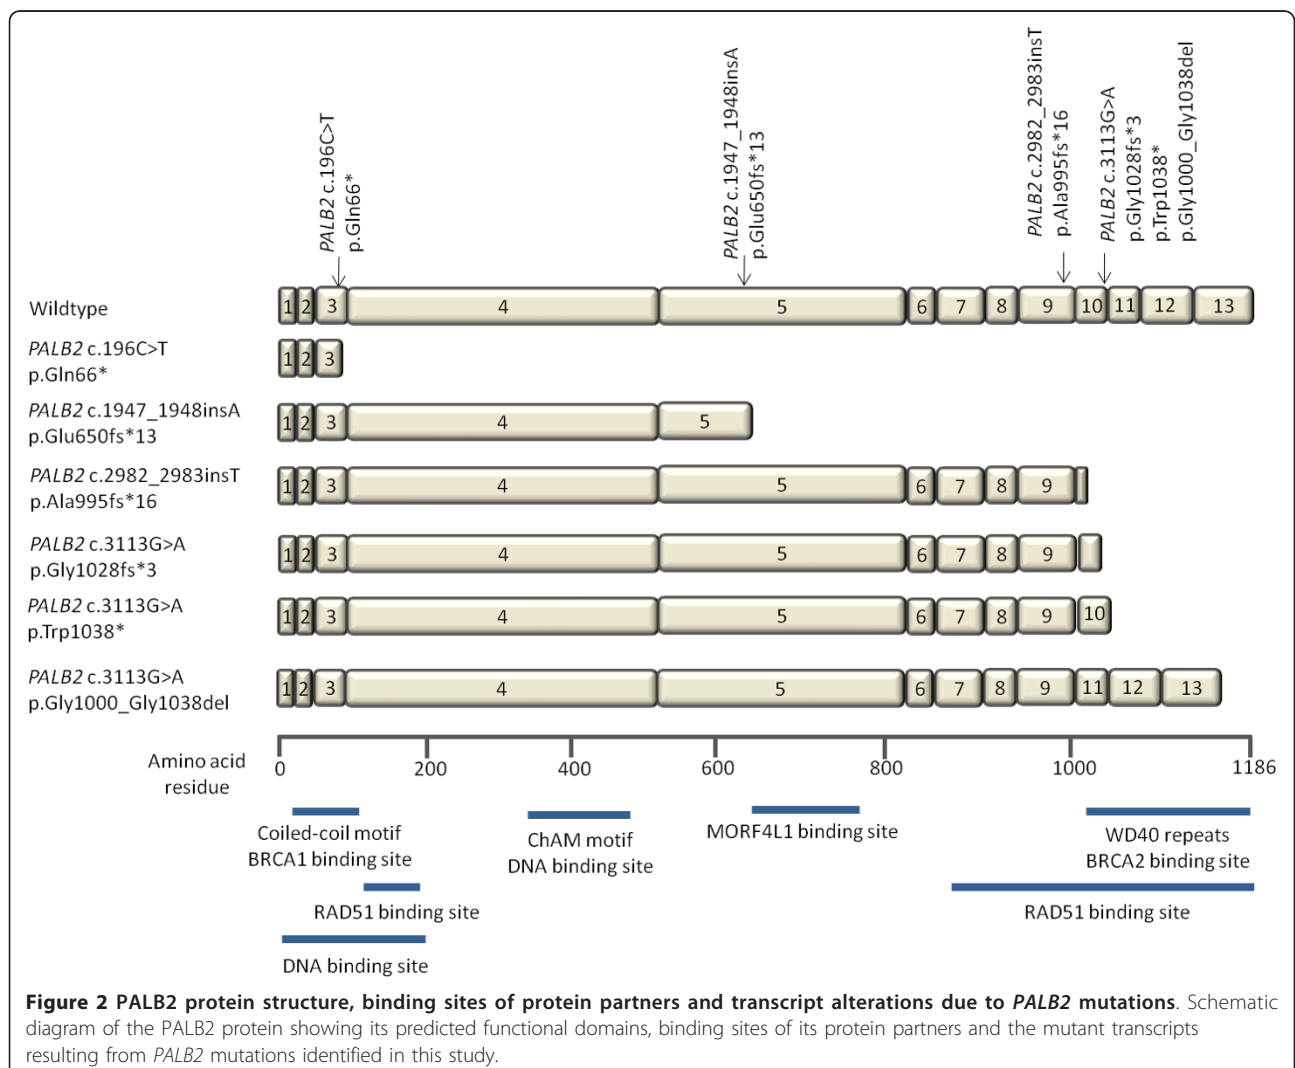 PALB2 c.196C>T
p.Gln66*
PALB2 c.1947_1948insA
p.Glu650fs*13
PALB2 c.2982_2983insT
p.Ala995fs*16
PALB2 c.3113G>A
p.Gly1028fs*3
p.Trp1038*
p.Gly1000_Gly1038del
Wildtype
1 2 3 4 5 6 7 8 9 10 11 12 13
PALB2 c.196C>T
p.Gln66*
1 2 3
PALB2 c.1947_1948insA
p.Glu650fs*13
1 2 3 4 5
PALB2 c.2982_2983insT
p.Ala995fs*16
1 2 3 4 5 6 7 8 9
PALB2 c.3113G>A
p.Gly1028fs*3
1 2 3 4 5 6 7 8 9
PALB2 c.3113G>A
p.Trp1038*
1 2 3 4 5 6 7 8 9 10
PALB2 c.3113G>A
p.Gly1000_Gly1038del
1 2 3 4 5 6 7 8 9 11 12 13
Amino acid
residue
0 200 400 600 800 1000 1186
Coiled-coil motif
BRCA1 binding site
ChAM motif
DNA binding site
MORF4L1 binding site
WD40 repeats
BRCA2 binding site
RAD51 binding site
RAD51 binding site
DNA binding site
Figure 2 PALB2 protein structure, binding sites of protein partners and transcript alterations due to PALB2 mutations. Schematic
diagram of the PALB2 protein showing its predicted functional domains, binding sites of its protein partners and the mutant transcripts
resulting from PALB2 mutations identified in this study.